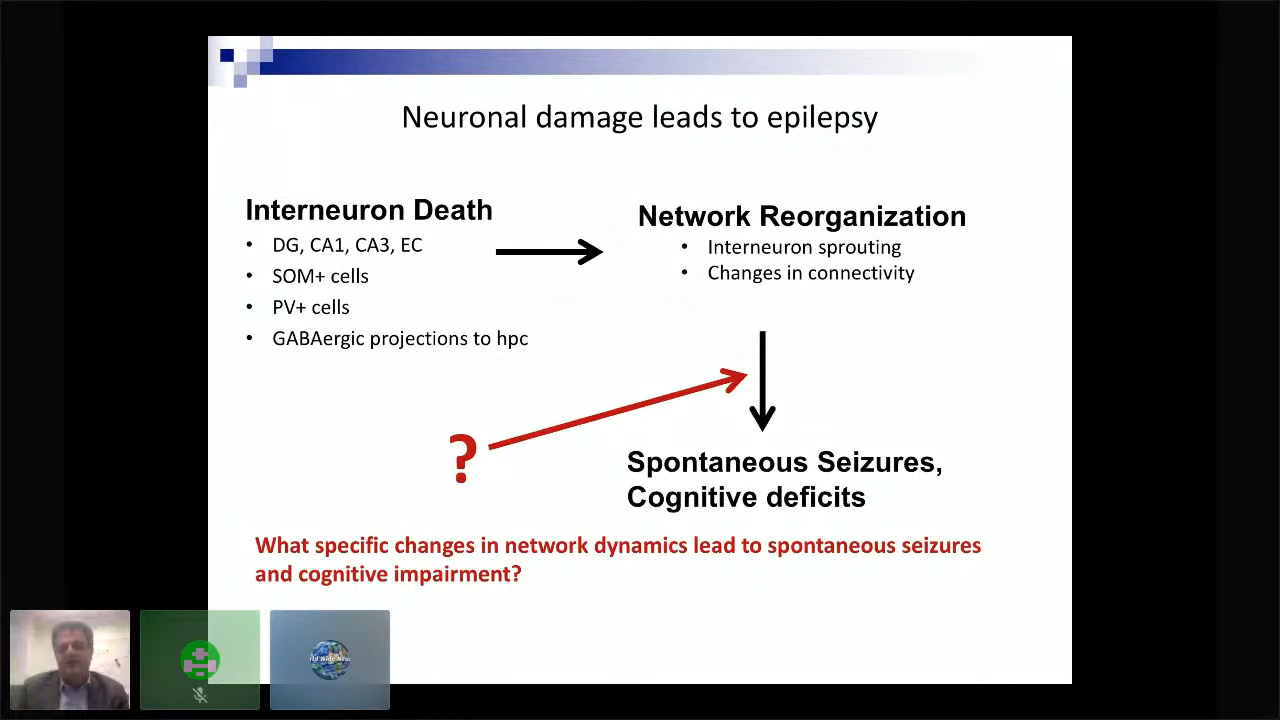 Neuronal damage leads to epilepsy
Interneuron Death
• DG, CA1, CA3, EC
• SOM+ cells
• PV+ cells
• GABAergic projections to hpc
Network Reorganization
• Interneuron sprouting
• Changes in connectivity
?
Spontaneous Seizures,
Cognitive deficits
What specific changes in network dynamics lead to spontaneous seizures
and cognitive impairment?